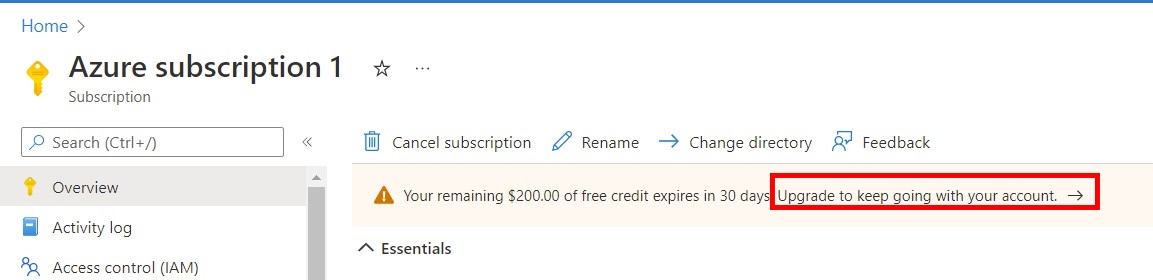 Home >
Azure subscription 1
Subscription
Search (Ctrl+/)
Cancel subscription Rename Change directory Feedback
Overview
Your remaining $200.00 of free credit expires in 30 days. Upgrade to keep going with your account. →
Activity log
Essentials
Access control (IAM)